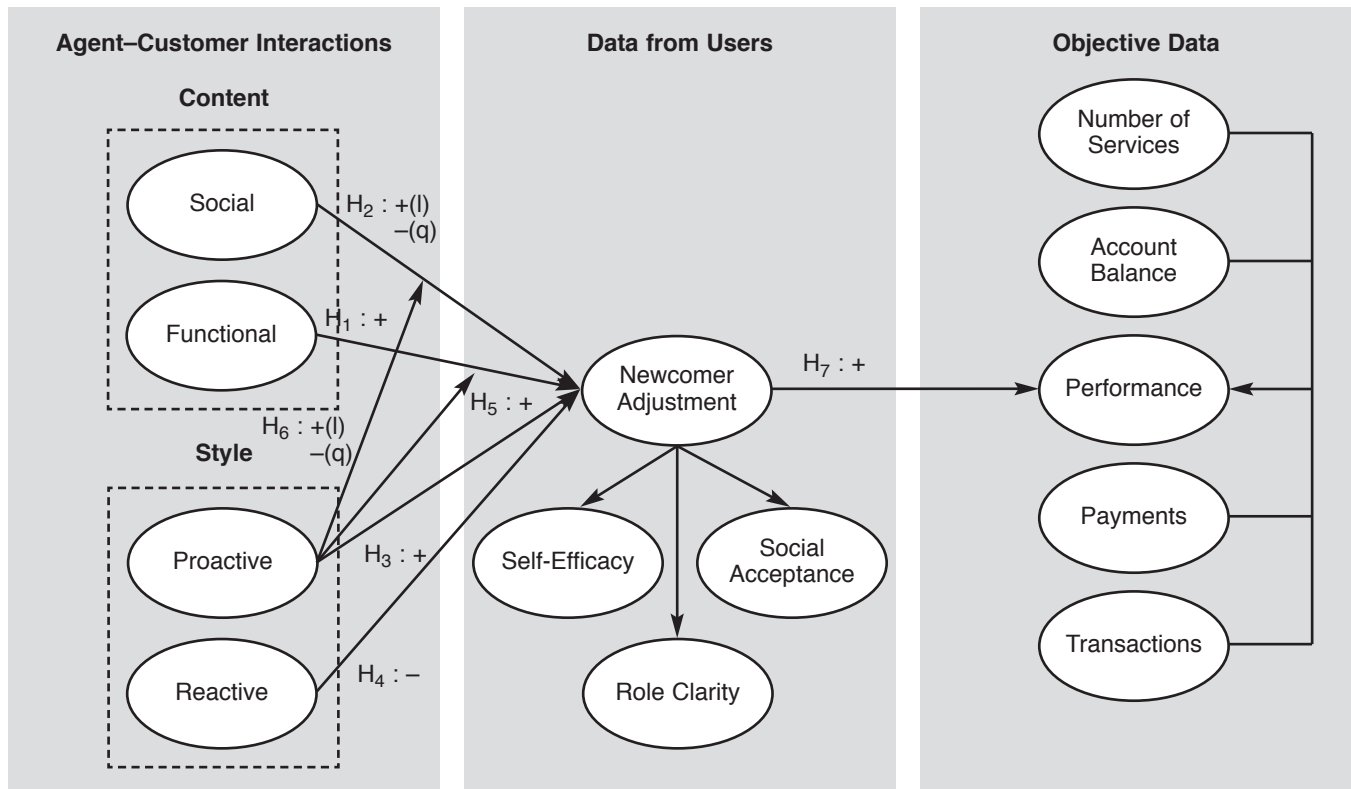 Agent–Customer Interactions
Content
Social
Functional
H2 : +(l)
–(q)
H1 : +
H6 : +(l)
–(q)
Style
Proactive
Reactive
H5 : +
H3 : +
H4 : –
Data from Users
Newcomer
Adjustment
Self-Efficacy
Social
Acceptance
Role Clarity
H7 : +
Objective Data
Number of
Services
Account
Balance
Performance
Payments
Transactions